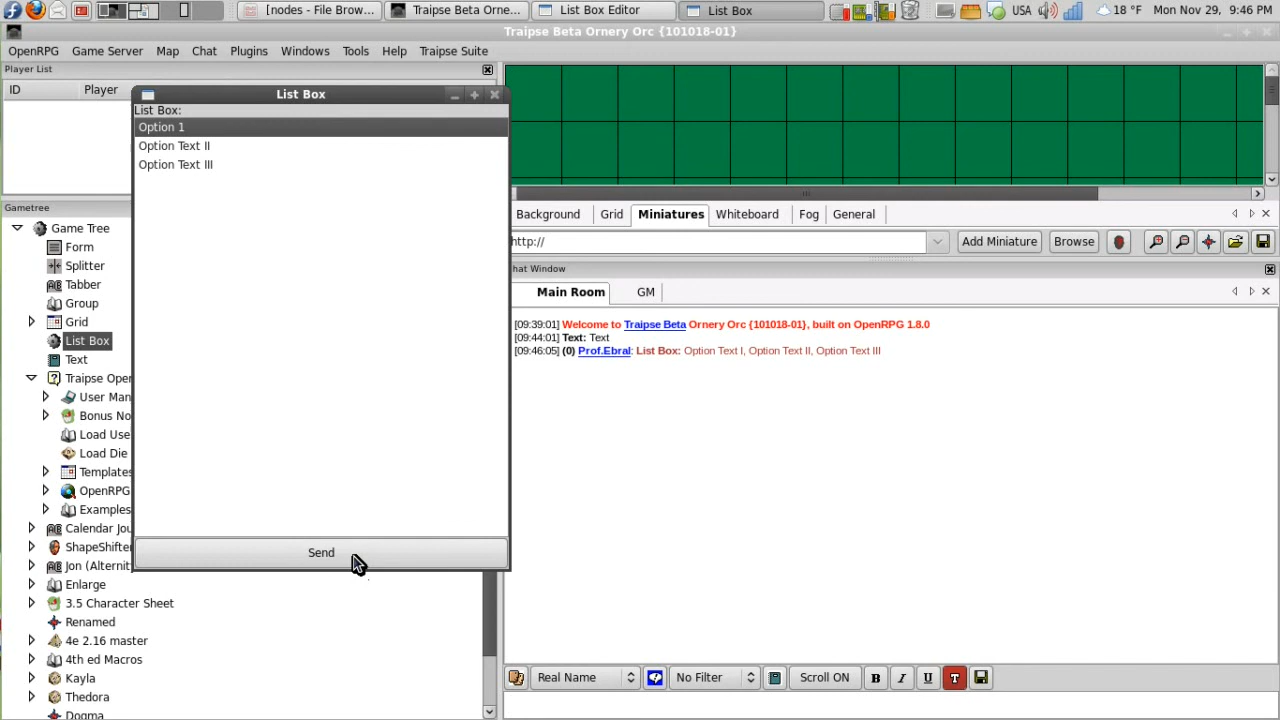 [nodes - File Brow...
Traipse Beta Orne...
List Box Editor
List Box
USA
18 °F
Mon Nov 29, 9:46 PM
Traipse Beta Ornery Orc {101018-01}
OpenRPG Game Server Map Chat Plugins Windows Tools Help Traipse Suite
Player List
ID Player
List Box
List Box:
Option 1
Option Text II
Option Text III
Send
Gametree
Game Tree
Form
Splitter
Tabber
Group
Grid
List Box
Text
Traipse Oper
User Man
Bonus No
Load Use
Load Die
Templates
OpenRPG
Examples
Calendar Jou
ShapeShifter
Jon (Alternit
Enlarge
3.5 Character Sheet
Renamed
4e 2.16 master
4th ed Macros
Kayla
Thedora
Dogma
Background Grid Miniatures Whiteboard Fog General
http://
Add Miniature Browse
hat Window
Main Room GM
[09:39:01] Welcome to Traipse Beta Ornery Orc {101018-01}, built on OpenRPG 1.8.0
[09:44:01] Text: Text
[09:46:05] (0) Prof.Ebral: List Box: Option Text I, Option Text II, Option Text III
Real Name No Filter Scroll ON B I U T